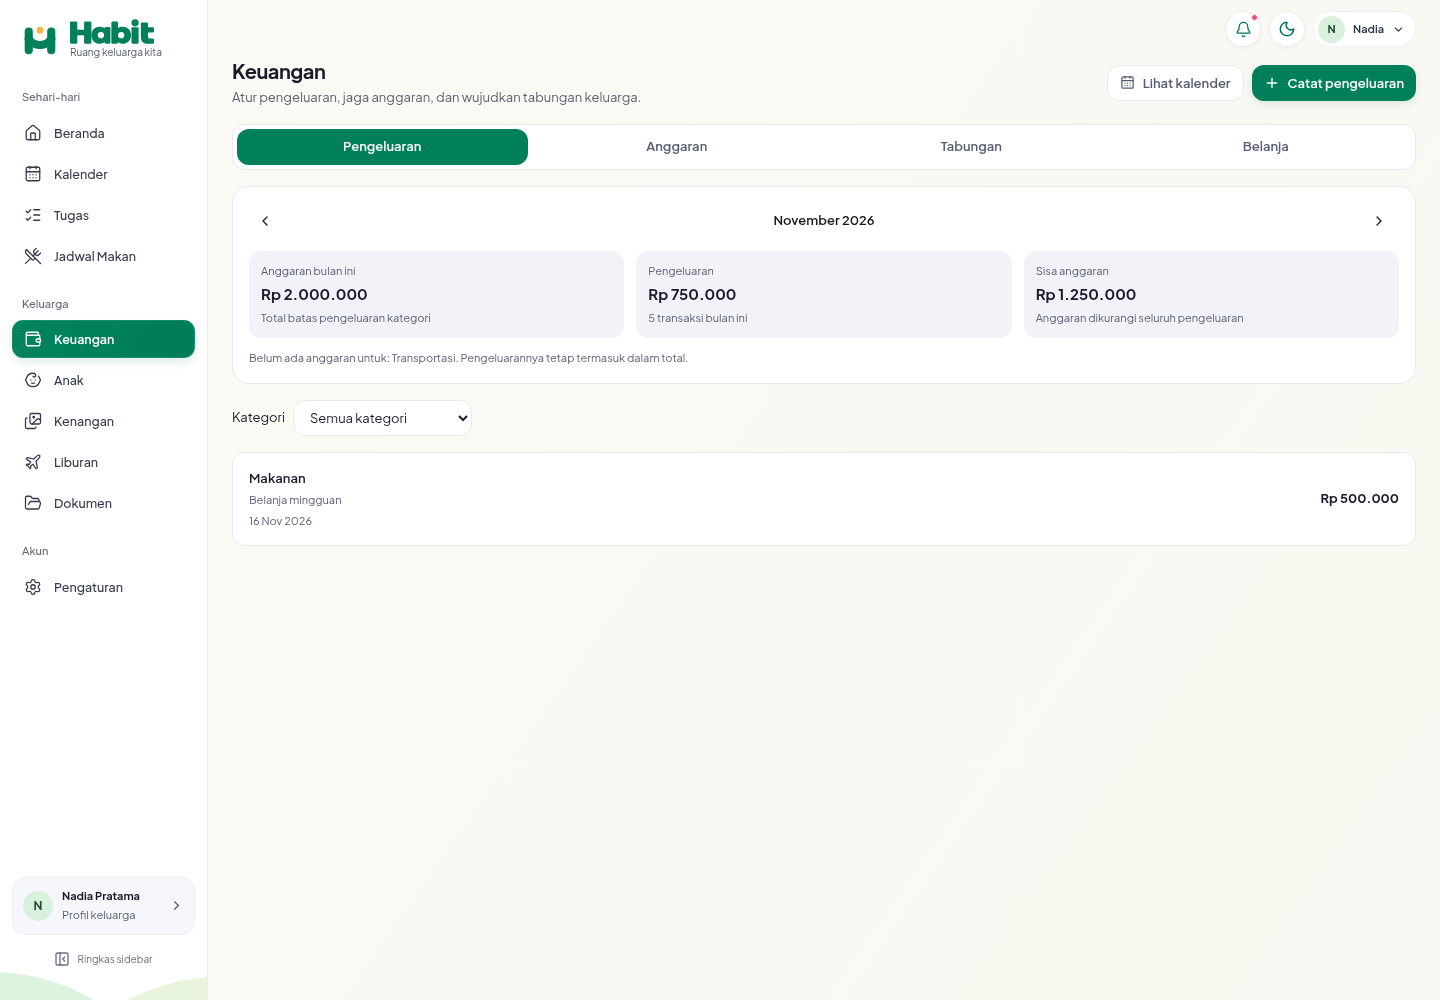 Habit
Ruang keluarga kita
Sehari-hari
Beranda
Kalender
Tugas
Jadwal Makan
Keluarga
Keuangan
Anak
Kenangan
Liburan
Dokumen
Akun
Pengaturan
N
Nadia Pratama
Profil keluarga
Ringkas sidebar
N
Nadia
Keuangan
Atur pengeluaran, jaga anggaran, dan wujudkan tabungan keluarga.
Lihat kalender
Catat pengeluaran
Pengeluaran
Anggaran
Tabungan
Belanja
November 2026
Anggaran bulan ini
Rp 2.000.000
Total batas pengeluaran kategori
Pengeluaran
Rp 750.000
5 transaksi bulan ini
Sisa anggaran
Rp 1.250.000
Anggaran dikurangi seluruh pengeluaran
Belum ada anggaran untuk: Transportasi. Pengeluarannya tetap termasuk dalam total.
Kategori
Semua kategori
Makanan
Belanja mingguan
16 Nov 2026
Rp 500.000